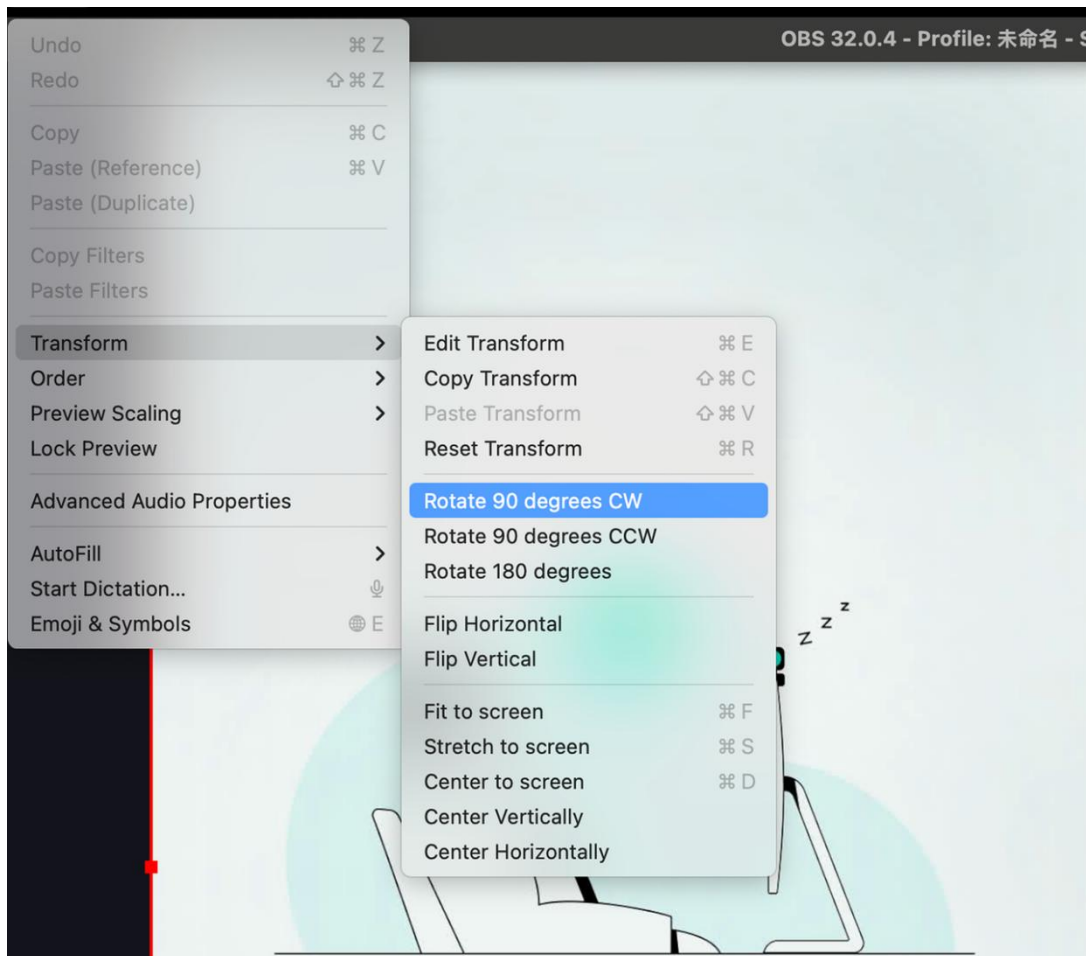 OBS 32.0.4 - Profile: 未命名 -
Undo ⌘ Z
Redo ⇧ ⌘ Z
Copy ⌘ C
Paste (Reference) ⌘ V
Paste (Duplicate)
Copy Filters
Paste Filters
Transform
Order
Preview Scaling
Lock Preview
Advanced Audio Properties
AutoFill
Start Dictation...
Emoji & Symbols 🌐 E
Edit Transform ⌘ E
Copy Transform ⇧ ⌘ C
Paste Transform ⇧ ⌘ V
Reset Transform ⌘ R
Rotate 90 degrees CW
Rotate 90 degrees CCW
Rotate 180 degrees
Flip Horizontal
Flip Vertical
Fit to screen ⌘ F
Stretch to screen ⌘ S
Center to screen ⌘ D
Center Vertically
Center Horizontally
z z z